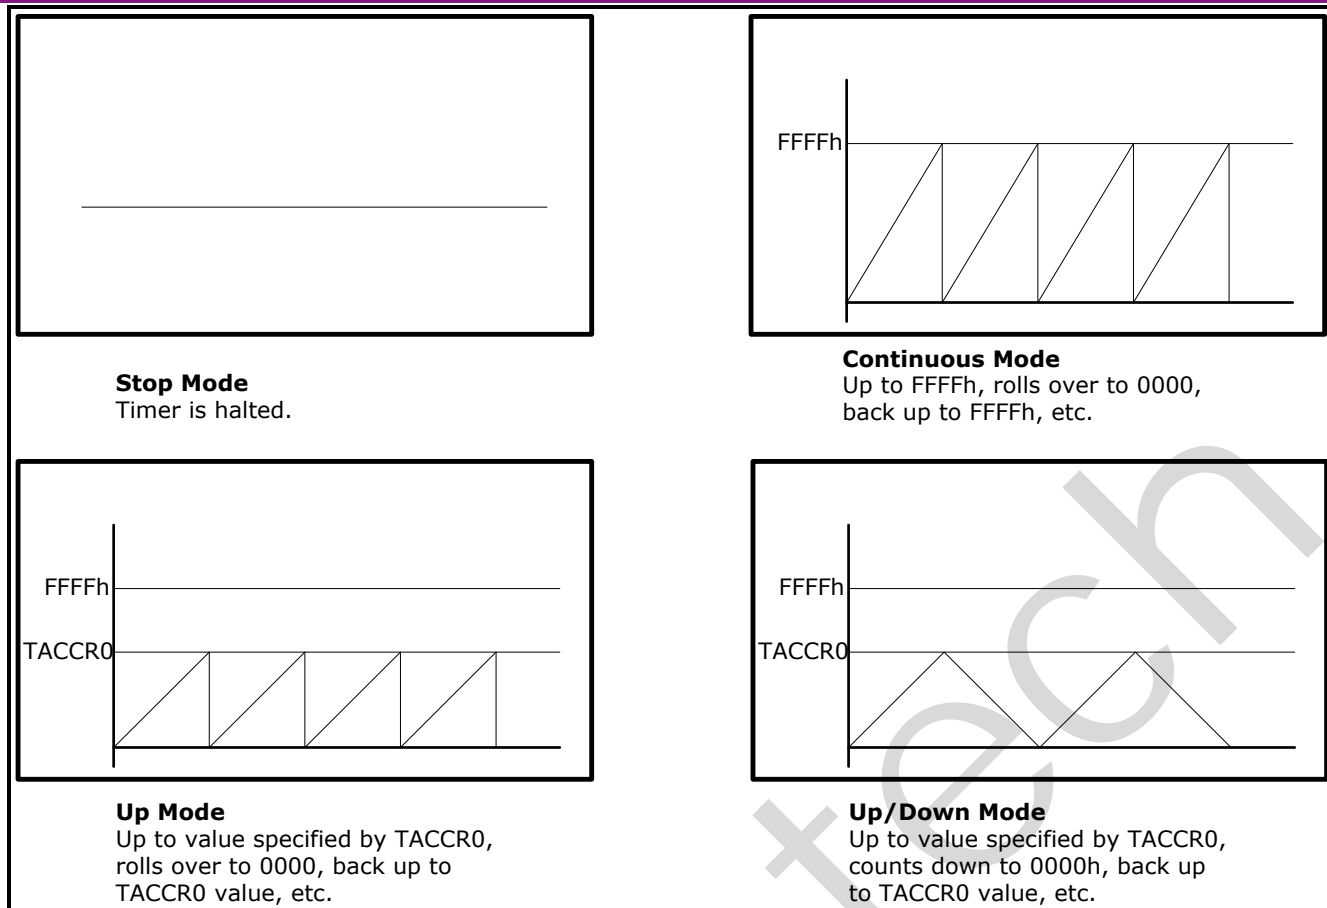 Stop Mode
Timer is halted.
FFFFh
Continuous Mode
Up to FFFFh, rolls over to 0000,
back up to FFFFh, etc.
FFFFh
TACCR0
Up Mode
Up to value specified by TACCR0,
rolls over to 0000, back up to
TACCR0 value, etc.
FFFFh
TACCR0
Up/Down Mode
Up to value specified by TACCR0,
counts down to 0000h, back up
to TACCR0 value, etc.
tech